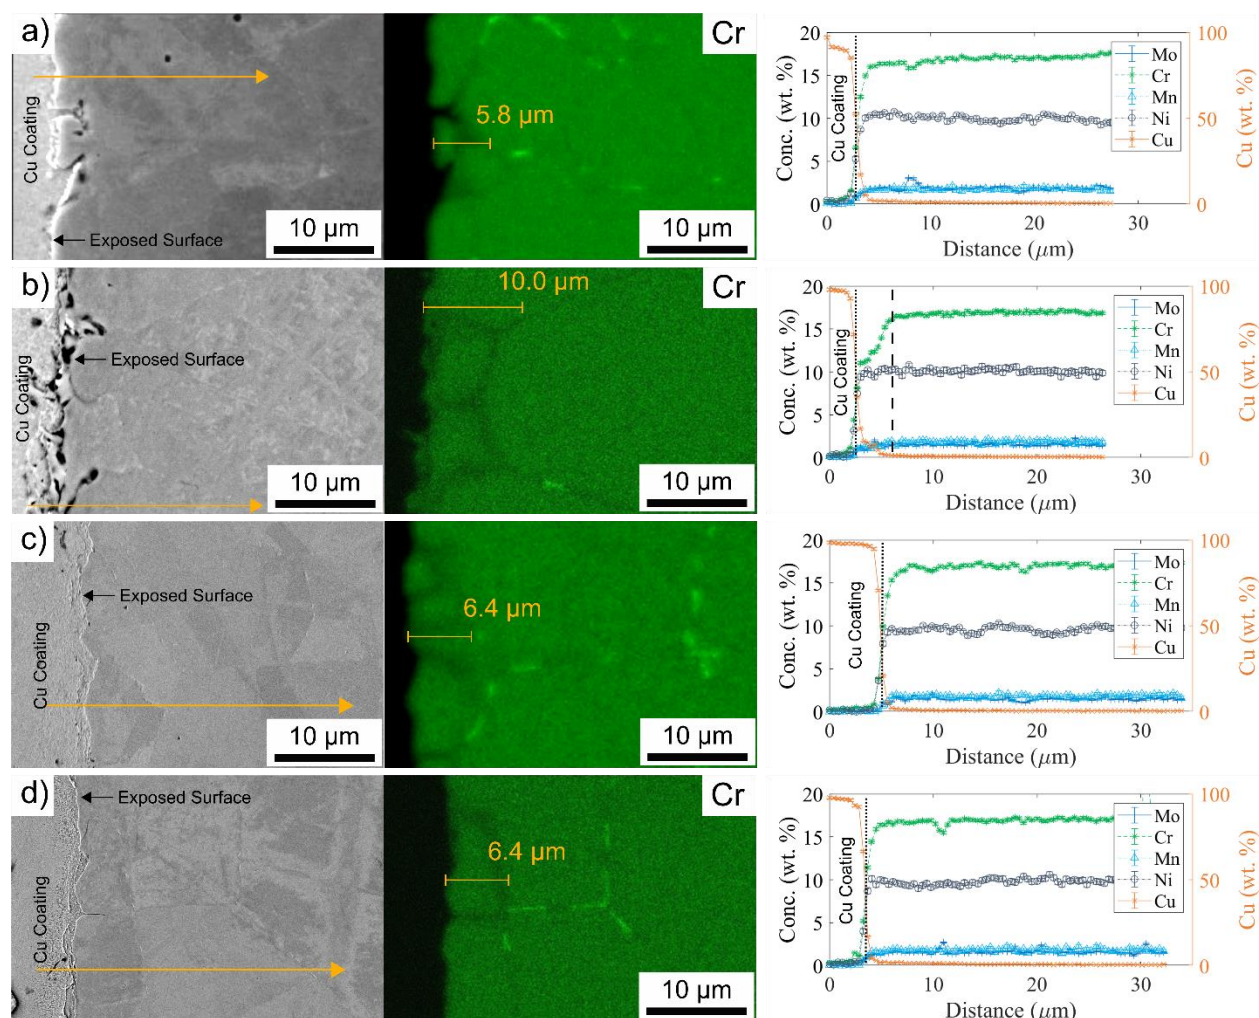 a)
Cu Coating
Exposed Surface
10 µm
Cr
5.8 µm
10 µm
Conc. (wt. %)
20
15
10
5
0
Cu Coating
Mo
Cr
Mn
Ni
Cu
100
50
0
Cu (wt. %)
0
10
20
30
Distance (µm)
b)
Cu Coating
Exposed Surface
10 µm
Cr
10.0 µm
10 µm
Conc. (wt. %)
20
15
10
5
0
Cu Coating
Mo
Cr
Mn
Ni
Cu
100
50
0
Cu (wt. %)
0
10
20
30
Distance (µm)
c)
Cu Coating
Exposed Surface
10 µm
Cr
6.4 µm
10 µm
Conc. (wt. %)
20
15
10
5
0
Cu Coating
Mo
Cr
Mn
Ni
Cu
100
50
0
Cu (wt. %)
0
10
20
30
Distance (µm)
d)
Cu Coating
Exposed Surface
10 µm
Cr
6.4 µm
10 µm
Conc. (wt. %)
20
15
10
5
0
Cu Coating
Mo
Cr
Mn
Ni
Cu
100
50
0
Cu (wt. %)
0
10
20
30
Distance (µm)